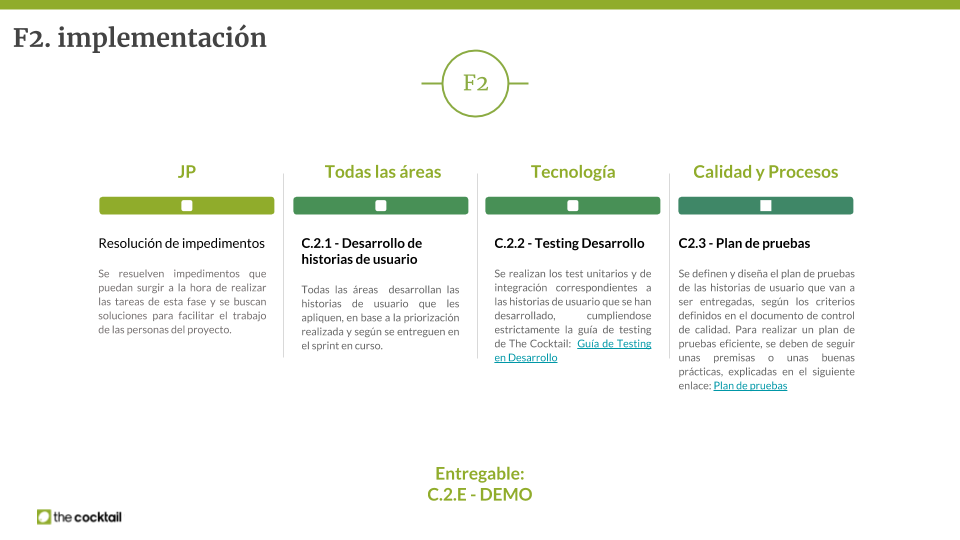 F2. implementación
F2
JP
Resolución de impedimentos
Se resuelven impedimentos que
puedan surgir a la hora de realizar
las tareas de esta fase y se buscan
soluciones para facilitar el trabajo
de las personas del proyecto.
Todas las áreas
C.2.1 - Desarrollo de
historias de usuario
Todas las áreas desarrollan las
historias de usuario que les
apliquen, en base a la priorización
realizada y según se entreguen en
el sprint en curso.
Tecnología
C.2.2 - Testing Desarrollo
Se realizan los test unitarios y de
integración correspondientes a
las historias de usuario que se han
desarrollado, cumpliendose
estrictamente la guía de testing
de The Cocktail: Guía de Testing
en Desarrollo
Calidad y Procesos
C2.3 - Plan de pruebas
Se definen y diseña el plan de pruebas
de las historias de usuario que van a
ser entregadas, según los criterios
definidos en el documento de control
de calidad. Para realizar un plan de
pruebas eficiente, se deben de seguir
unas premisas o unas buenas
prácticas, explicadas en el siguiente
enlace: Plan de pruebas
Entregable:
C.2.E - DEMO
the cocktail